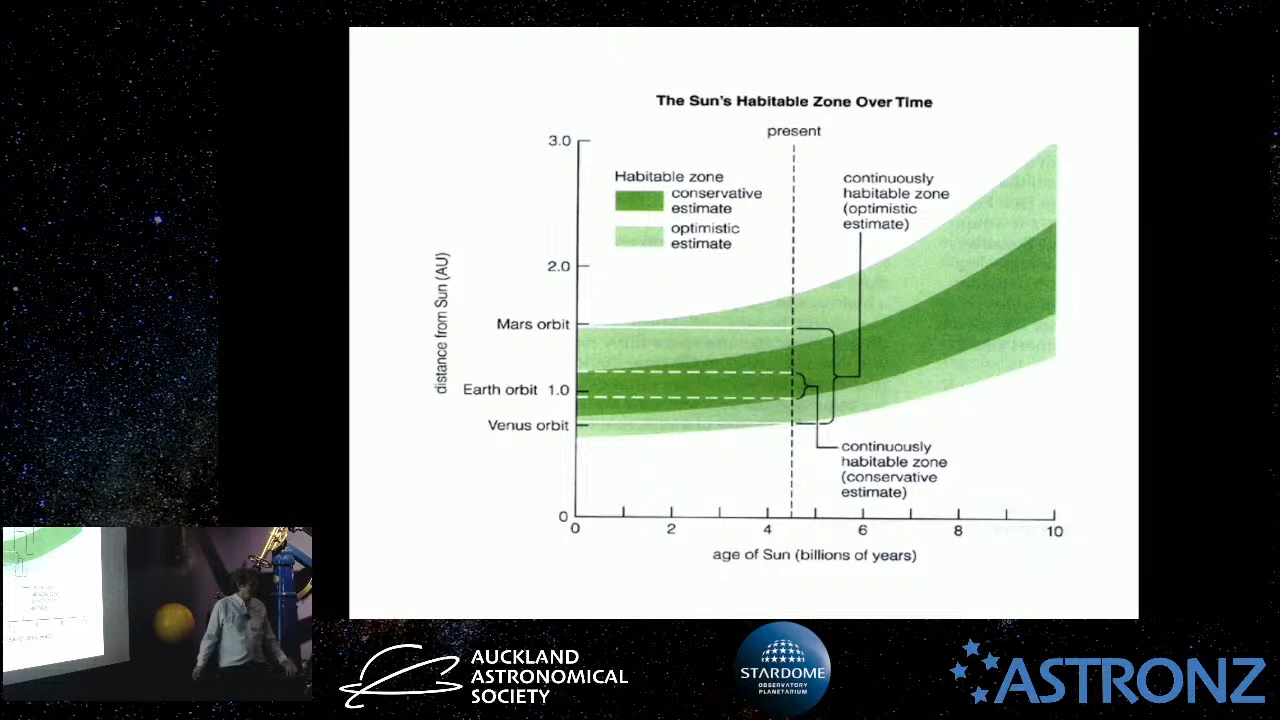 The Sun's Habitable Zone Over Time
present
3.0
Habitable zone
conservative
estimate
optimistic
estimate
continuously
habitable zone
(optimistic
estimate)
2.0
distance from Sun (AU)
Mars orbit
Earth orbit 1.0
Venus orbit
continuously
habitable zone
(conservative
estimate)
0
0 2 4 6 8 10
age of Sun (billions of years)
AUCKLAND
ASTRONOMICAL
SOCIETY
STARDOME
OBSERVATORY
PLANETARIUM
ASTRONZ